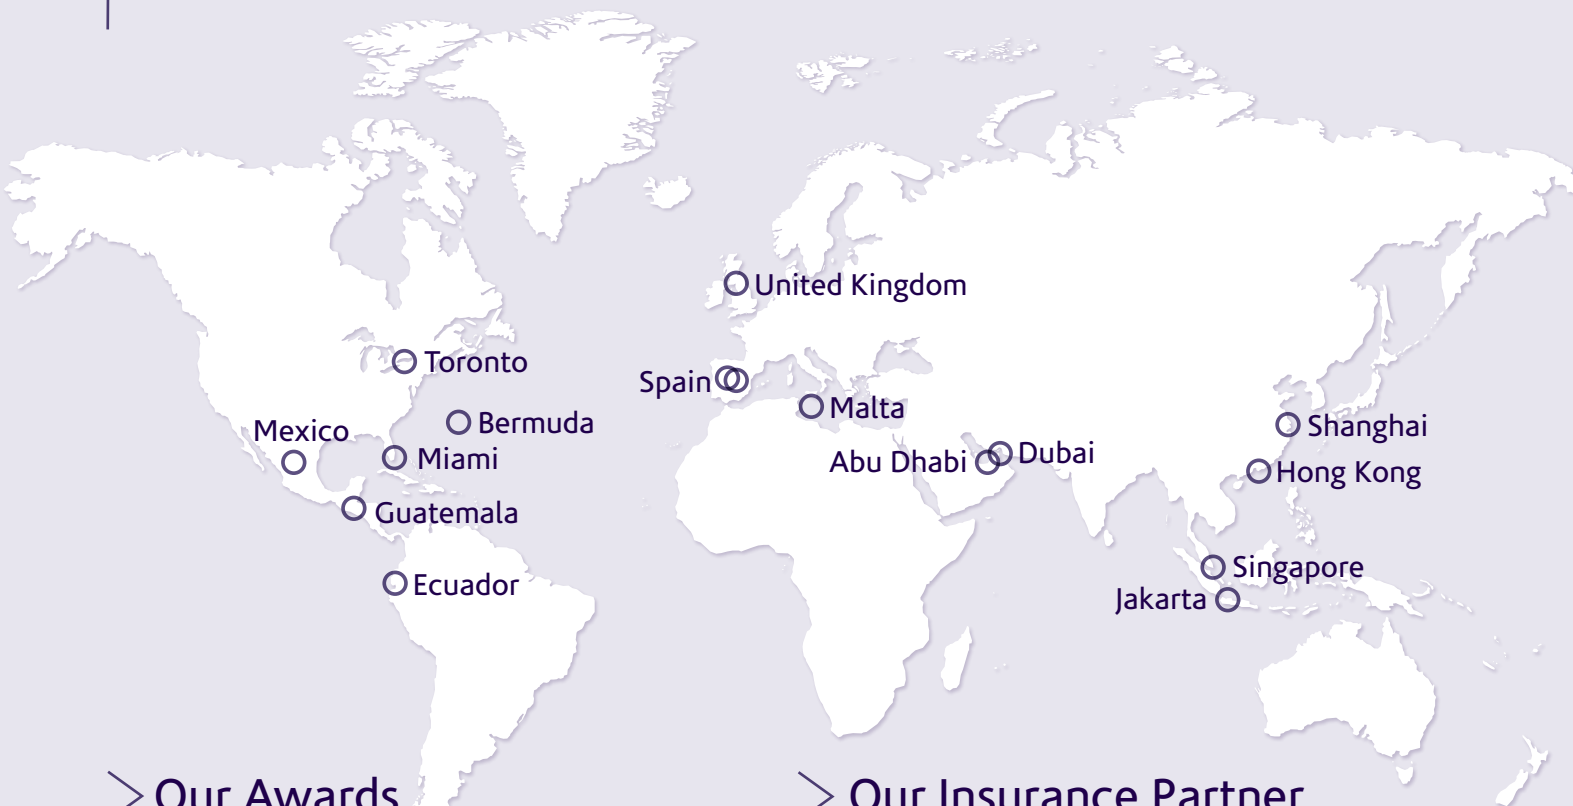 United Kingdom
Toronto
Spain
Malta
Bermuda
Mexico
Shanghai
Miami
Abu Dhabi
Dubai
Hong Kong
Guatemala
Singapore
Ecuador
Jakarta
Our Awards
Our Insurance Partner